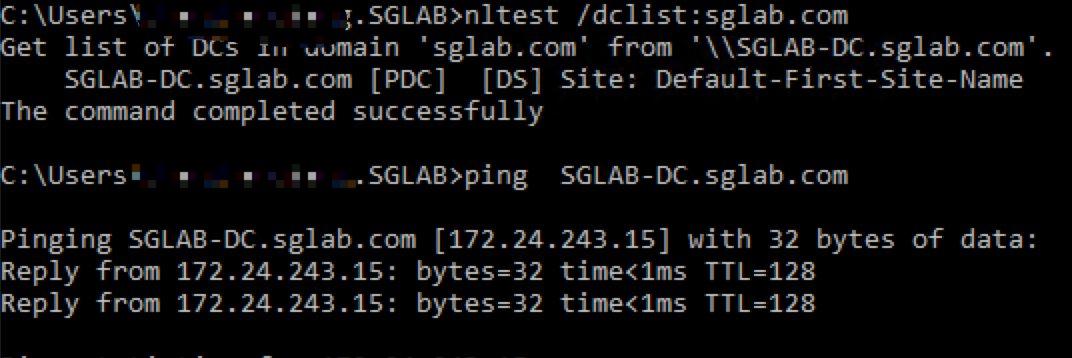 C:\Users\ .SGLAB>nltest /dclist:sglab.com
Get list of DCs in domain 'sglab.com' from '\\SGLAB-DC.sglab.com'.
    SGLAB-DC.sglab.com [PDC]  [DS] Site: Default-First-Site-Name
The command completed successfully
C:\Users .SGLAB>ping  SGLAB-DC.sglab.com
Pinging SGLAB-DC.sglab.com [172.24.243.15] with 32 bytes of data:
Reply from 172.24.243.15: bytes=32 time<1ms TTL=128
Reply from 172.24.243.15: bytes=32 time<1ms TTL=128